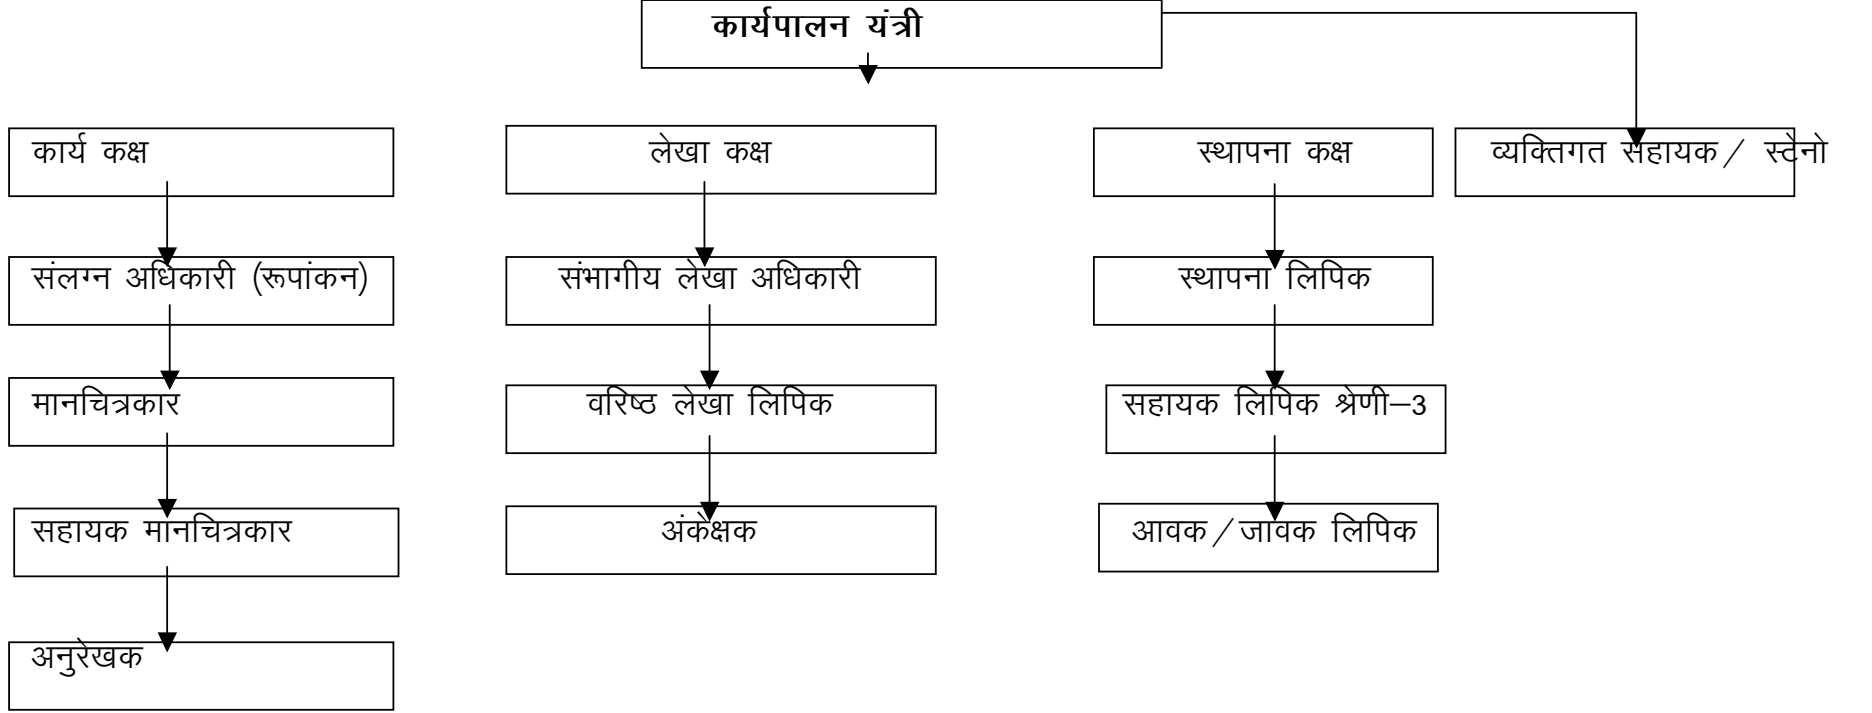 कार्यपालन यंत्री
कार्य कक्ष
लेखा कक्ष
स्थापना कक्ष
व्यक्तिगत सहायक / स्टेनो
संलग्न अधिकारी (रूपांकन)
संभागीय लेखा अधिकारी
स्थापना लिपिक
मानचित्रकार
वरिष्ठ लेखा लिपिक
सहायक लिपिक श्रेणी–3
सहायक मानचित्रकार
अंकेक्षक
आवक / जावक लिपिक
अनुरेखक